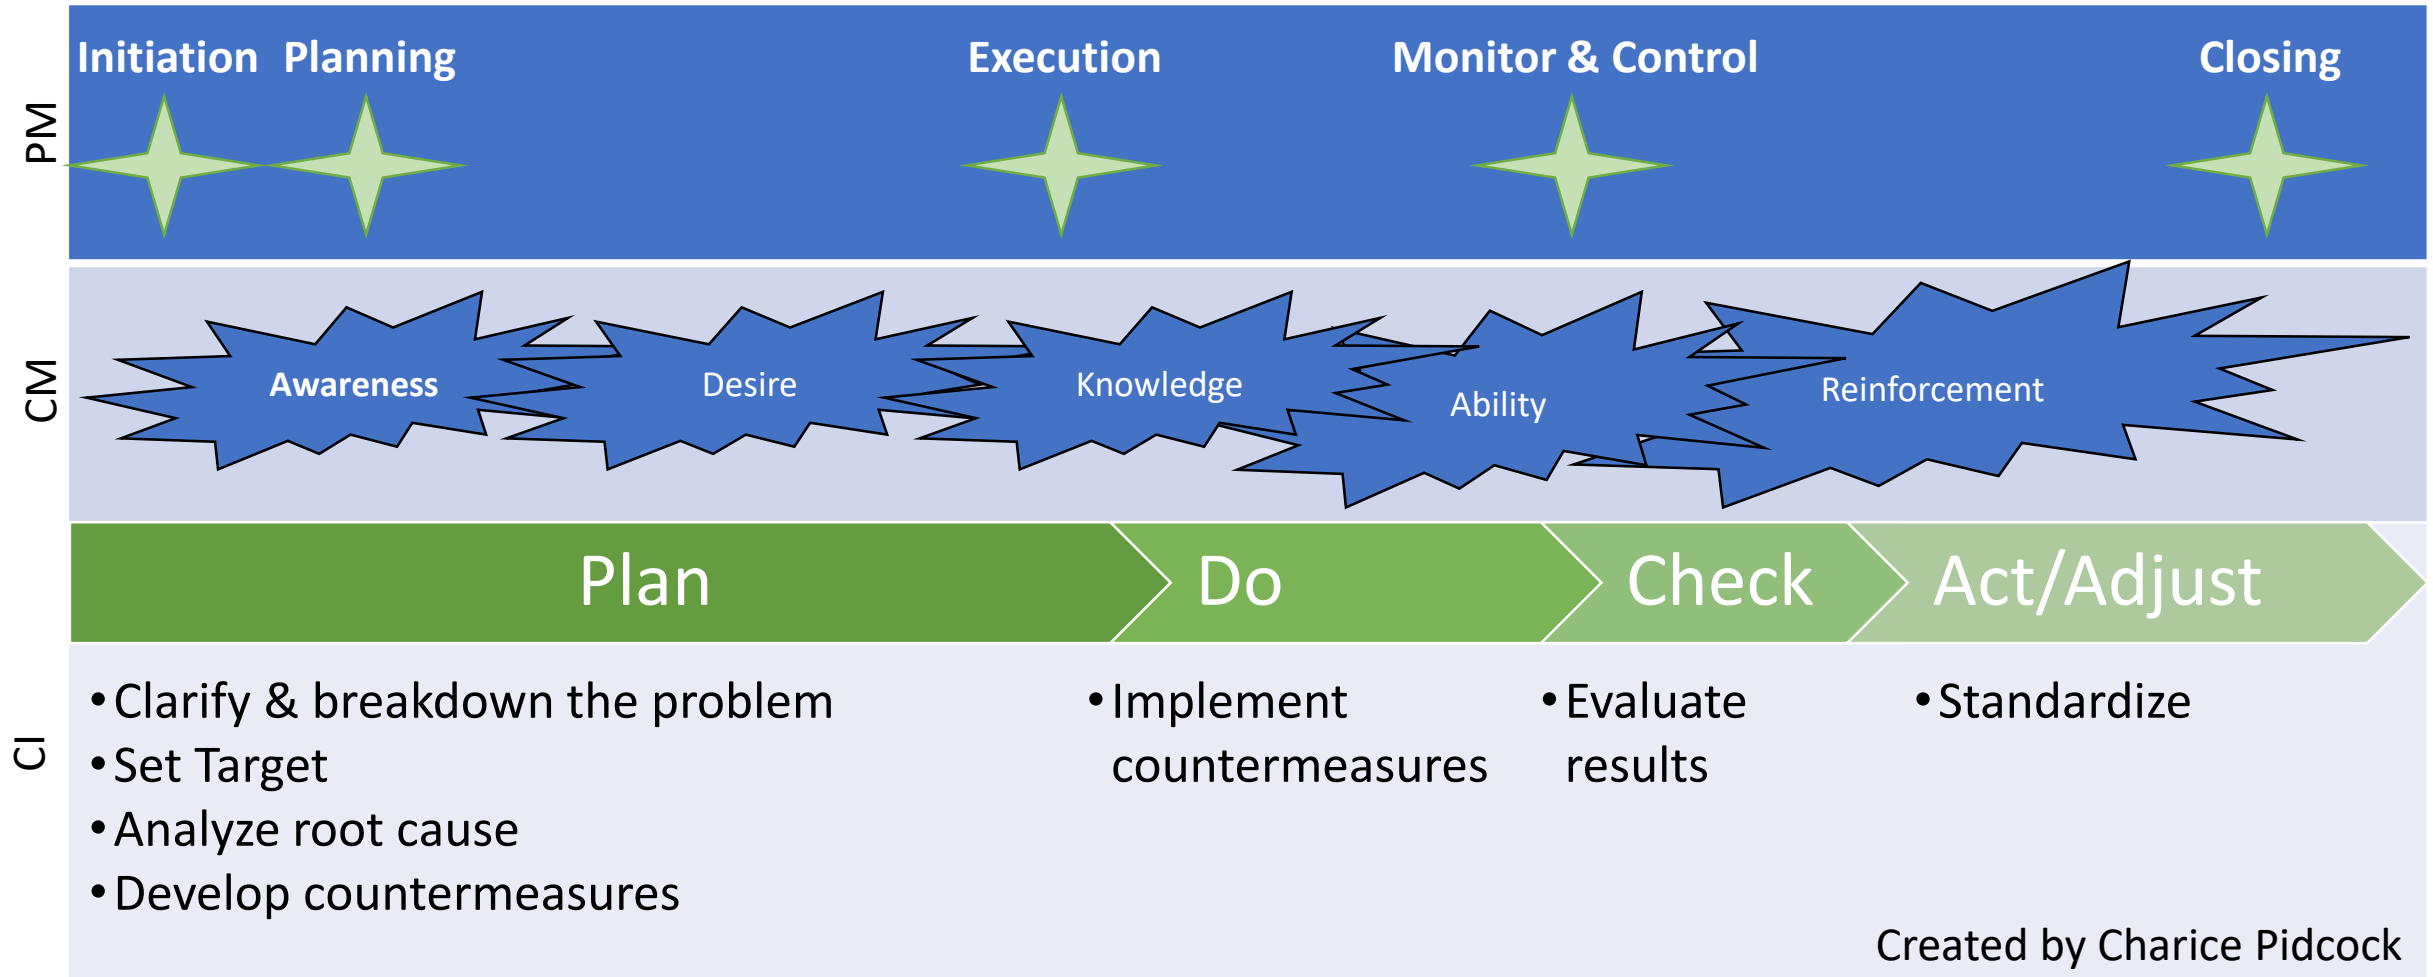 PM
Initiation Planning Execution Monitor & Control Closing
CM
Awareness Desire Knowledge Ability Reinforcement
Plan Do Check Act/Adjust
CI
• Clarify & breakdown the problem
• Set Target
• Analyze root cause
• Develop countermeasures
• Implement
countermeasures
• Evaluate
results
• Standardize
Created by Charice Pidcock